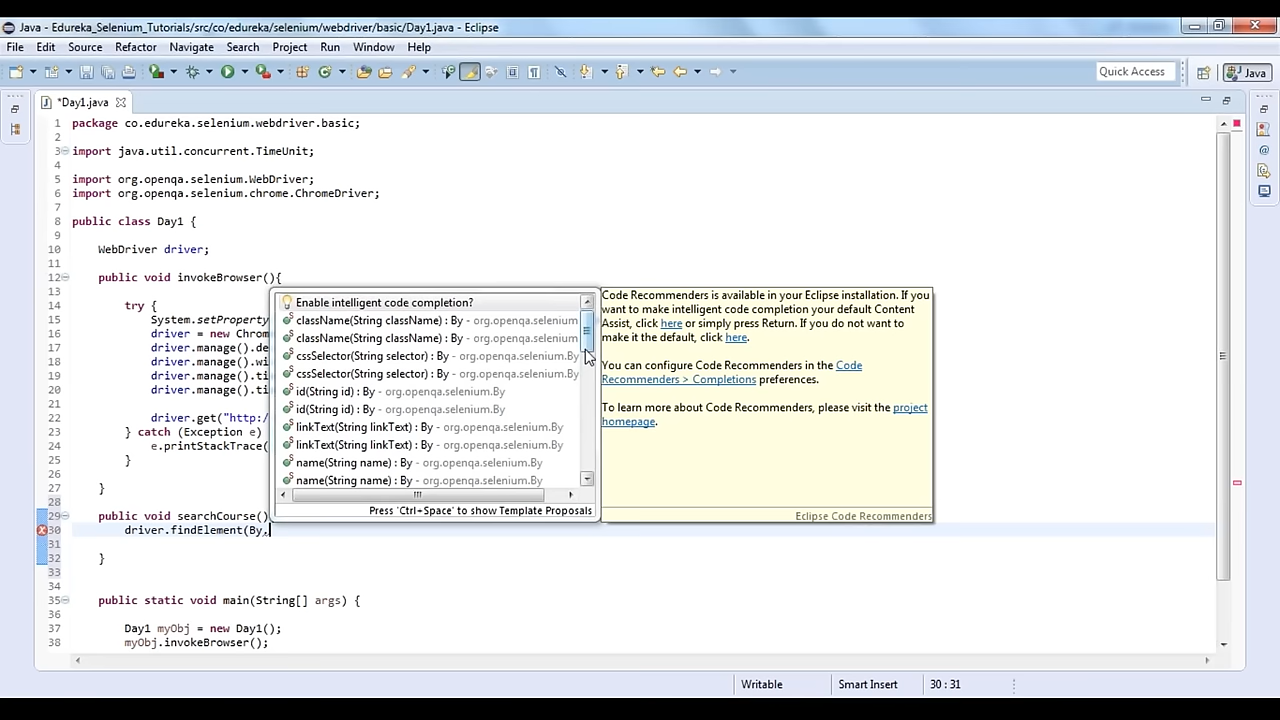 Java - Edureka_Selenium_Tutorials/src/co/edureka/selenium/webdriver/basic/Day1.java - Eclipse
File Edit Source Refactor Navigate Search Project Run Window Help
Quick Access Java
*Day1.java
1 package co.edureka.selenium.webdriver.basic;
2
3 import java.util.concurrent.TimeUnit;
4
5 import org.openqa.selenium.WebDriver;
6 import org.openqa.selenium.chrome.ChromeDriver;
7
8 public class Day1 {
9
10 WebDriver driver;
12 public void invokeBrowser(){
13
14 try {
15 System.setProperty
16 driver = new Chrom
17 driver.manage().de
18 driver.manage().wi
19 driver.manage().ti
20 driver.manage().ti
22 driver.get("http:/
23 } catch (Exception e)
24 e.printStackTrace(
25 }
26
27 }
28
29 public void searchCourse()
30 driver.findElement(By.
31
32 }
33
34
35 public static void main(String[] args) {
36
37 Day1 myObj = new Day1();
38 myObj.invokeBrowser();
Enable intelligent code completion?
className(String className) : By - org.openqa.selenium
className(String className) : By - org.openqa.selenium
cssSelector(String selector) : By - org.openqa.selenium.By
cssSelector(String selector) : By - org.openqa.selenium.By
id(String id) : By - org.openqa.selenium.By
id(String id) : By - org.openqa.selenium.By
linkText(String linkText) : By - org.openqa.selenium.By
linkText(String linkText) : By - org.openqa.selenium.By
name(String name) : By - org.openqa.selenium.By
name(String name) : By - org.openqa.selenium.By
Press 'Ctrl+Space' to show Template Proposals
Code Recommenders is available in your Eclipse installation. If you
want to make intelligent code completion your default Content
Assist, click here or simply press Return. If you do not want to
make it the default, click here.
You can configure Code Recommenders in the Code
Recommenders > Completions preferences.
To learn more about Code Recommenders, please visit the project
homepage.
Eclipse Code Recommenders
Writable Smart Insert 30 : 31